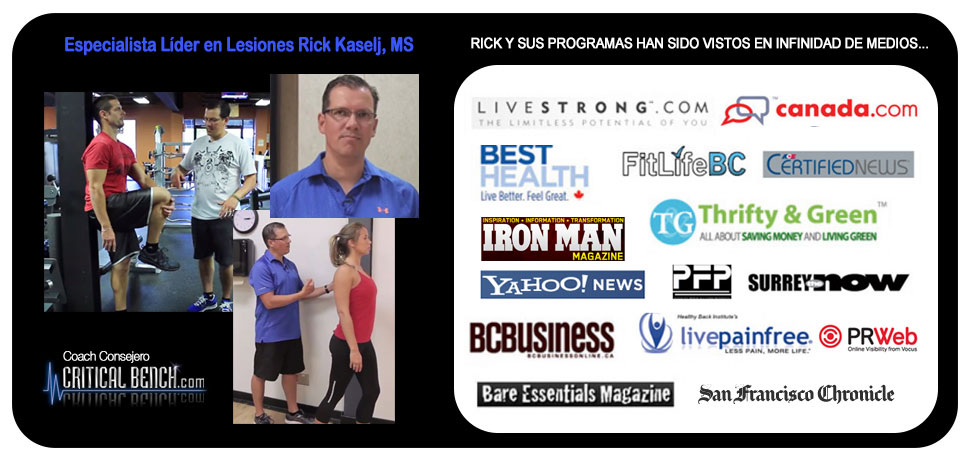 Especialista Líder en Lesiones Rick Kaselj, MS
Coach Consejero
CRITICAL BENCH.com
RICK Y SUS PROGRAMAS HAN SIDO VISTOS EN INFINIDAD DE MEDIOS...
LIVESTRONG™.COM
THE LIMITLESS POTENTIAL OF YOU
canada.com™
BEST
HEALTH
Live Better. Feel Great.
FitLifeBC
CERTIFIEDNEWS
INSPIRATION • INFORMATION • TRANSFORMATION
IRON MAN
MAGAZINE
TG
Thrifty & Green™
ALL ABOUT SAVING MONEY AND LIVING GREEN
YAHOO! NEWS
PFP
SURREY NOW
BCBUSINESS
BCBUSINESSONLINE.CA
Healthy Back Institute's
livepainfree.
LESS PAIN, MORE LIFE.™
PRWeb
Online Visibility from Vocus
Bare Essentials Magazine
San Francisco Chronicle